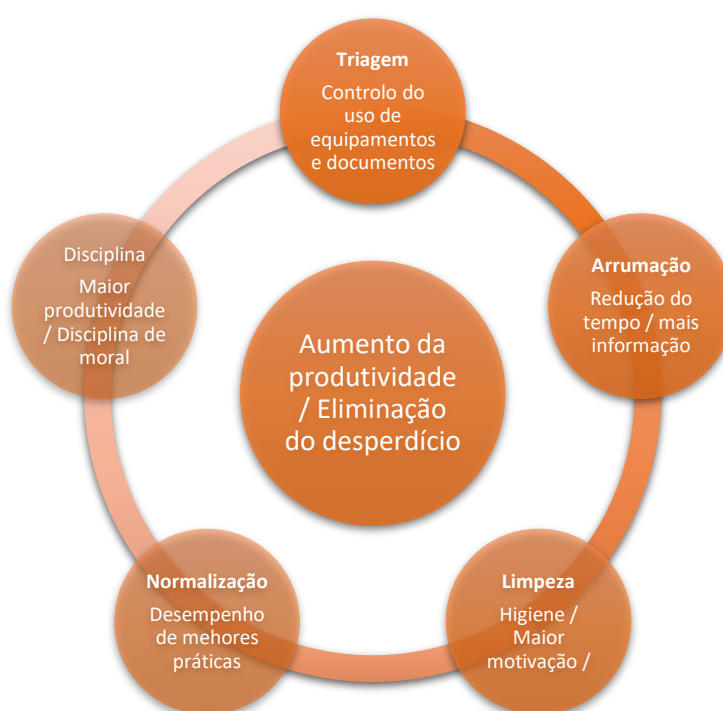 Triagem
Controlo do
uso de
equipamentos
e documentos
Arrumação
Redução do
tempo / mais
informação
Limpeza
Higiene /
Maior
motivação /
Normalização
Desempenho
de mehores
práticas
Disciplina
Maior
produtividade
/ Disciplina de
moral
Aumento da
produtividade
/ Eliminação
do desperdício